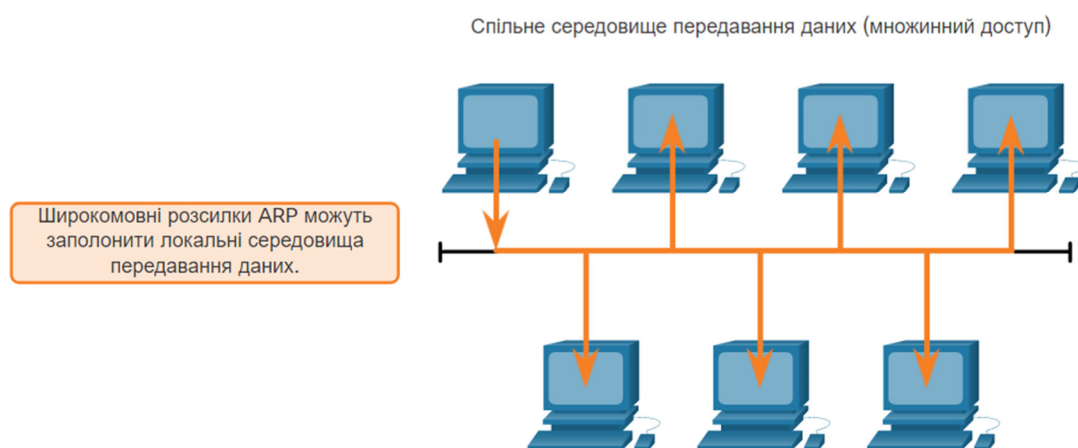 Спільне середовище передавання даних (множинний доступ)
Широкомовні розсилки ARP можуть
заполонити локальні середовища
передавання даних.